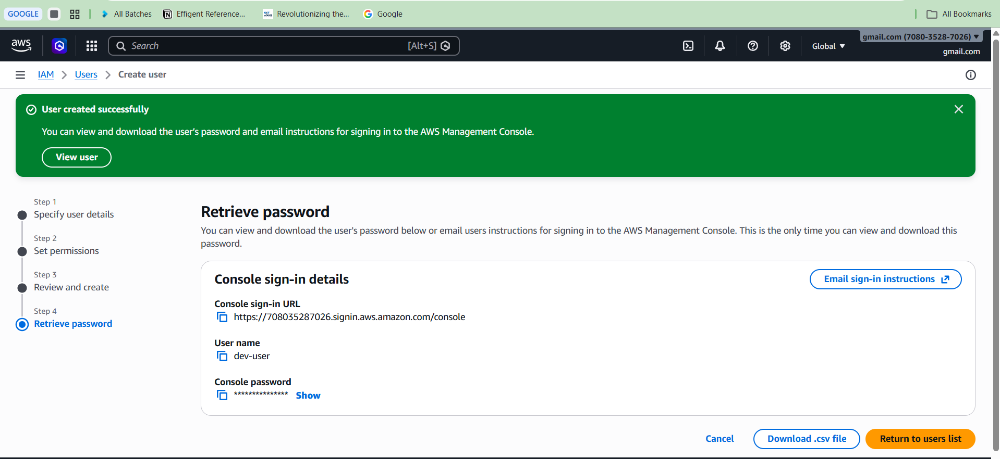 GOOGLE
All Batches
Effigent Reference...
Revolutionizing the...
Google
All Bookmarks
aws
Search
[Alt+S]
Global
gmail.com (7080-3528-7026)
gmail.com
IAM
Users
Create user
User created successfully
You can view and download the user's password and email instructions for signing in to the AWS Management Console.
View user
Step 1
Specify user details
Step 2
Set permissions
Step 3
Review and create
Step 4
Retrieve password
Retrieve password
You can view and download the user's password below or email users instructions for signing in to the AWS Management Console. This is the only time you can view and download this
password.
Console sign-in details
Email sign-in instructions
Console sign-in URL
https://708035287026.signin.aws.amazon.com/console
User name
dev-user
Console password
*************** Show
Cancel
Download .csv file
Return to users list